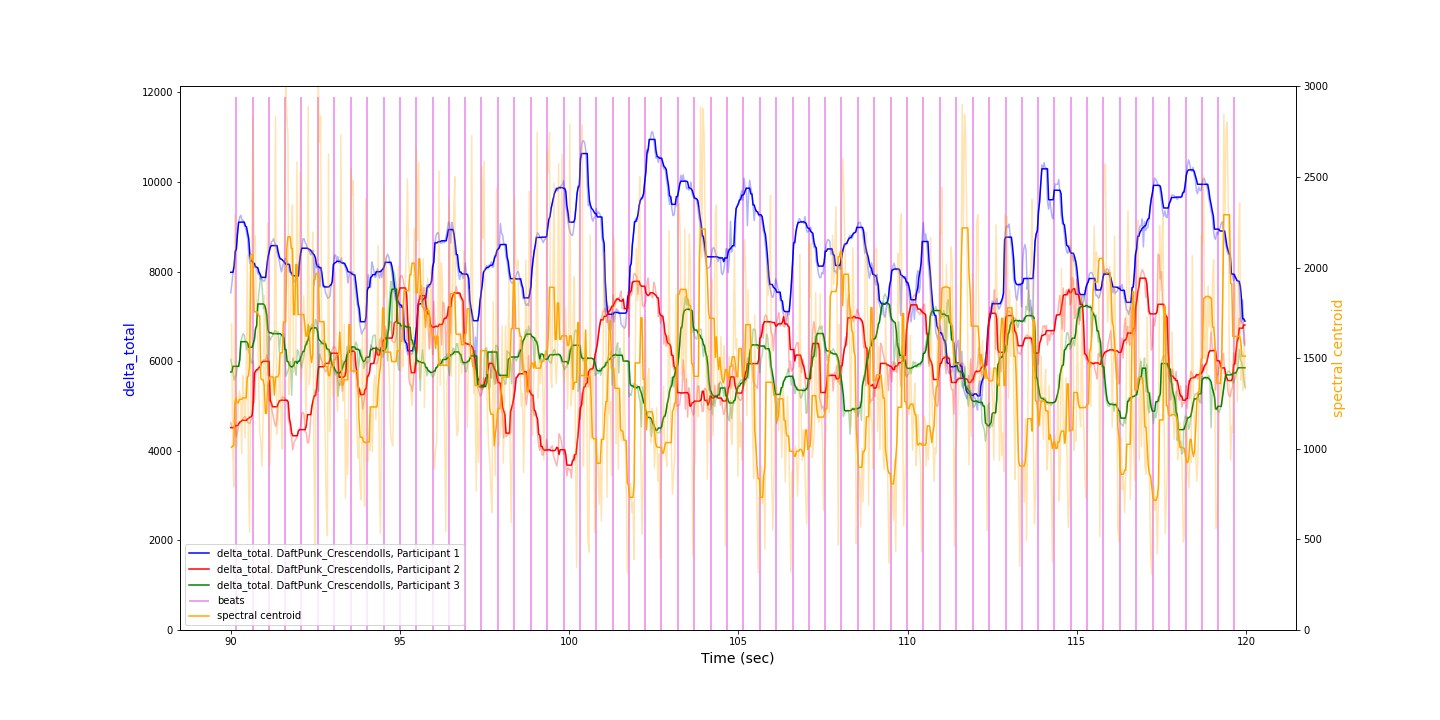 12000
10000
8000
6000
4000
2000
0
delta_total
3000
2500
2000
1500
1000
500
0
spectral centroid
delta_total. DaftPunk_Crescendolls, Participant 1
delta_total. DaftPunk_Crescendolls, Participant 2
delta_total. DaftPunk_Crescendolls, Participant 3
beats
spectral centroid
90 95 100 105 110 115 120
Time (sec)